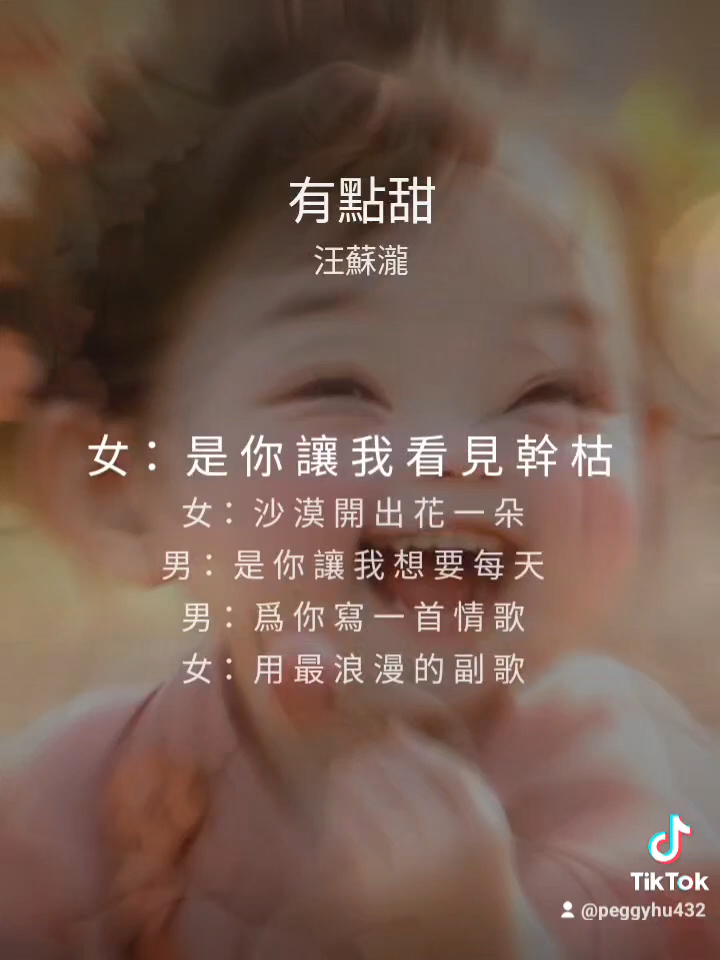 有點甜
汪蘇瀧
女：是你讓我看見幹枯
女：沙漠開出花一朵
男：是你讓我想要每天
男：爲你寫一首情歌
女：用最浪漫的副歌
TikTok
@peggyhu432